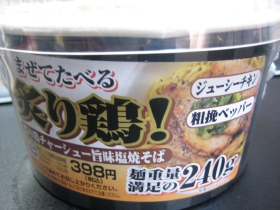 まぜてたべる
炙り鶏!
チャーシュー旨味塩焼そば
398円
(税込)
ジューシーチキン
粗挽ペッパー
麺重量
満足の240g